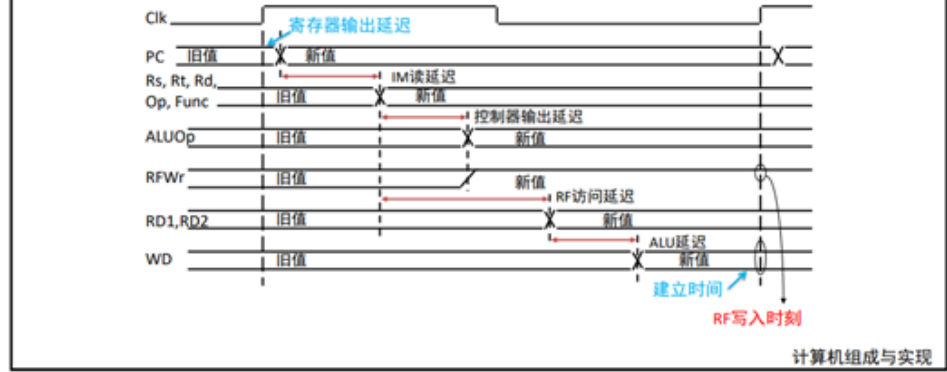 Clk
寄存器输出延迟
PC 旧值 新值
Rs, Rt, Rd,
IM读延迟
Op, Func 旧值 新值
控制器输出延迟
ALUOp 旧值 新值
RFWr 旧值 新值
RF访问延迟
RD1,RD2 旧值 新值
ALU延迟
WD 旧值 新值
建立时间
RF写入时刻
计算机组成与实现